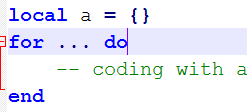 local a = {}
for ... do
-- coding with a
end